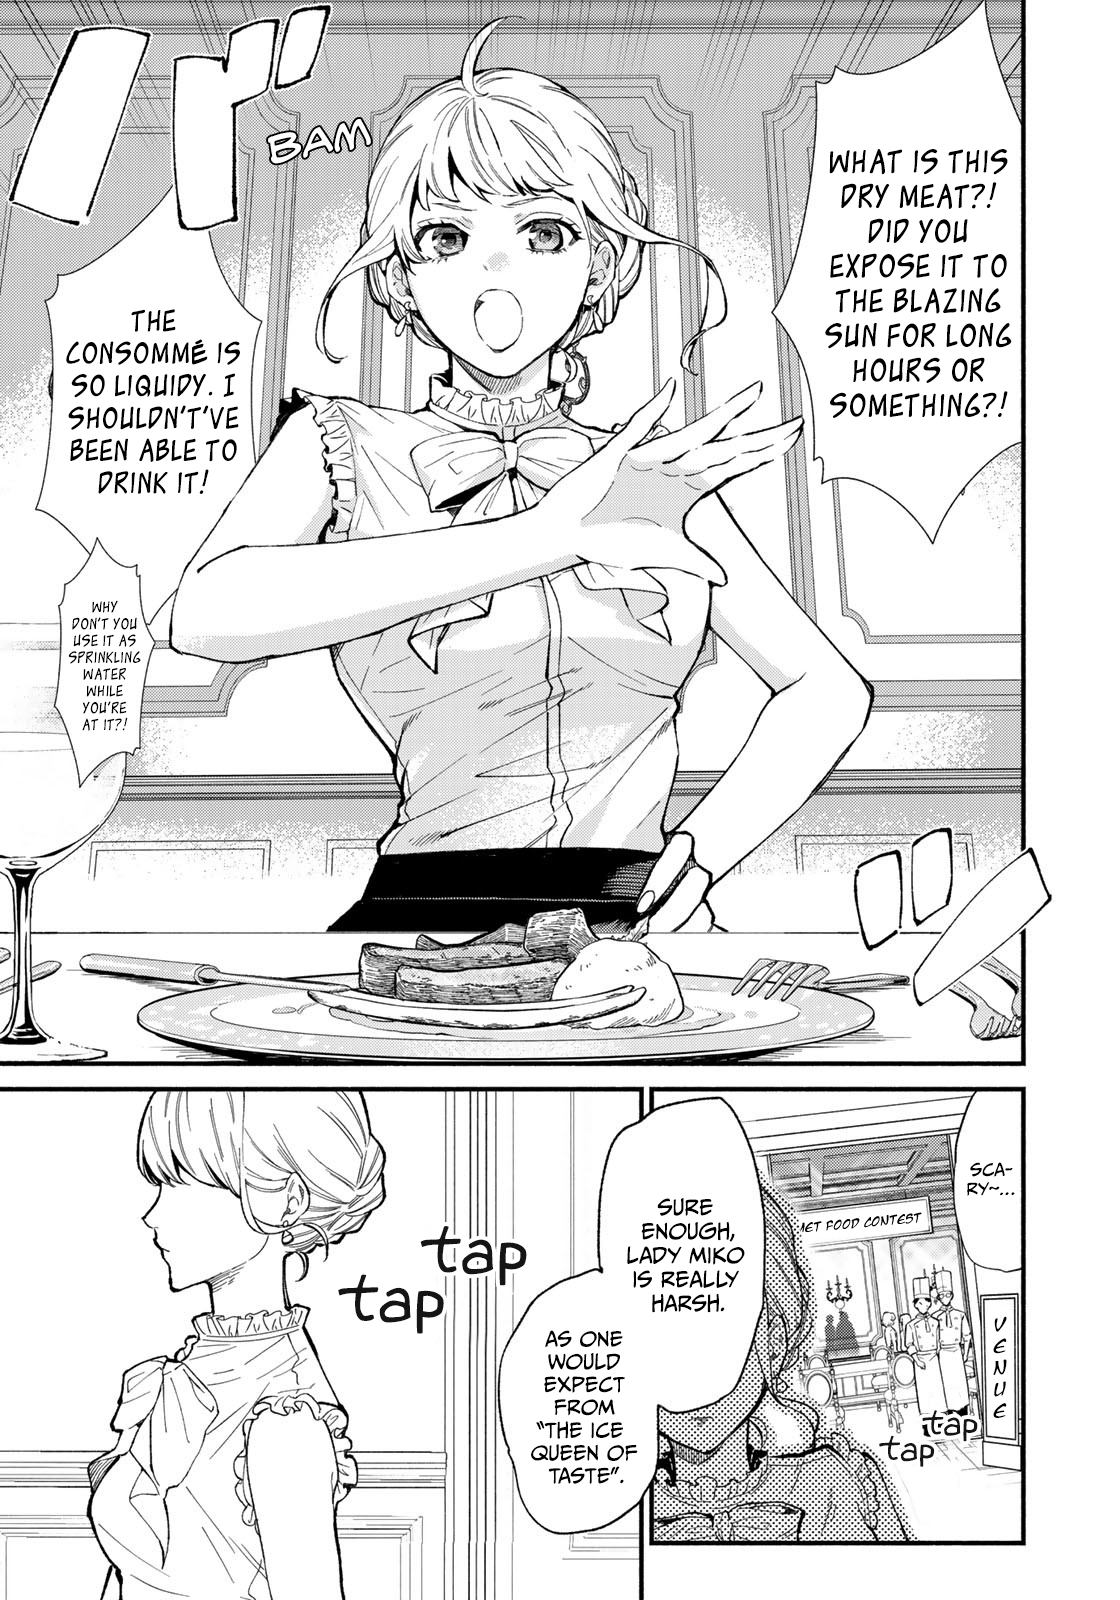 WHAT IS THIS
DRY MEAT?!
DID YOU
EXPOSE IT TO
THE BLAZING
SUN FOR LONG
HOURS OR
SOMETHING?!
BAM
THE
CONSOMMÉ IS
SO LIQUIDY. I
SHOULDN'T'VE
BEEN ABLE TO
DRINK IT!
WHY
DON'T YOU
USE IT AS
SPRINKLING
WATER
WHILE
YOU'RE
AT IT?!
SCA-
RY~...
MET FOOD CONTEST
VENUE
tap
tap
SURE
ENOUGH,
LADY MIKO
IS REALLY
HARSH.
AS ONE
WOULD
EXPECT
FROM
"THE ICE
QUEEN OF
TASTE".
tap
tap